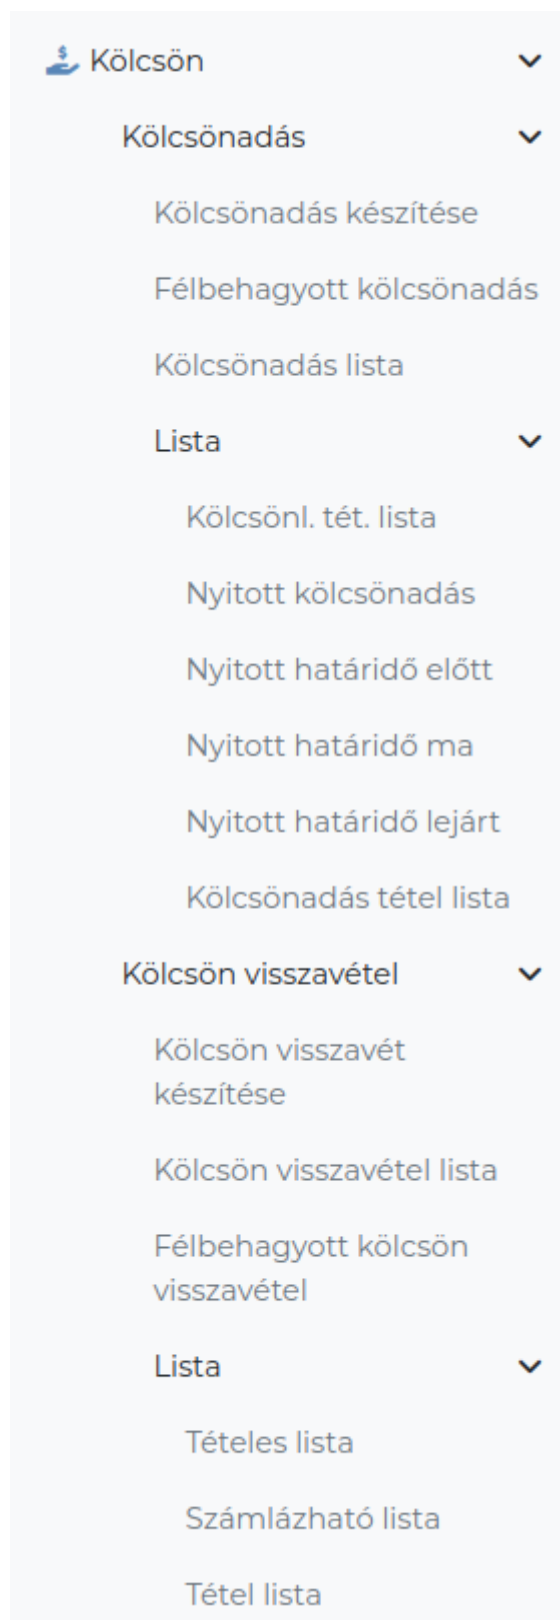 Kölcsön
Kölcsönadás
Kölcsönadás készítése
Félbehagyott kölcsönadás
Kölcsönadás lista
Lista
Kölcsönl. tét. lista
Nyitott kölcsönadás
Nyitott határidő előtt
Nyitott határidő ma
Nyitott határidő lejárt
Kölcsönadás tétel lista
Kölcsön visszavétel
Kölcsön visszavét
készítése
Kölcsön visszavétel lista
Félbehagyott kölcsön
visszavétel
Lista
Tételes lista
Számlázható lista
Tétel lista